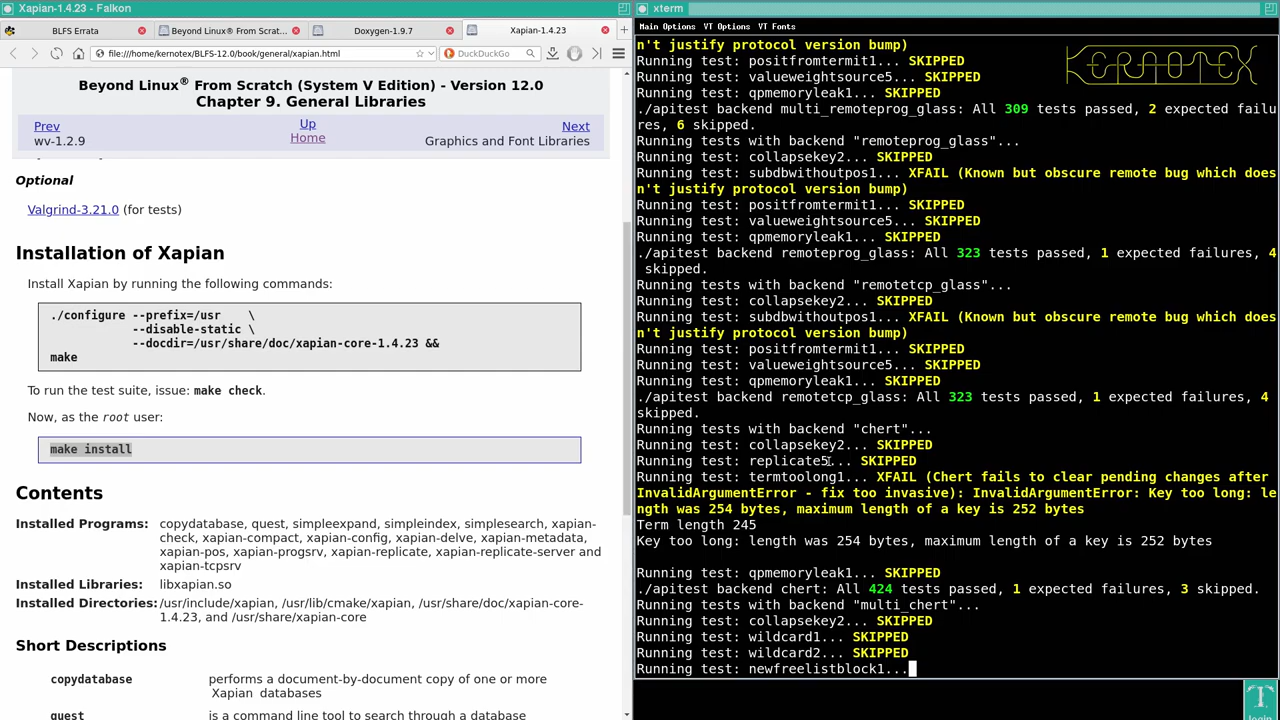 Xapian-1.4.23 - Falkon
BLFS Errata
Beyond Linux® From Scrat...
Doxygen-1.9.7
Xapian-1.4.23
file:///home/kernotex/BLFS-12.0/book/general/xapian.html
DuckDuckGo
Beyond Linux® From Scratch (System V Edition) - Version 12.0
Chapter 9. General Libraries
Prev
Up
Next
wv-1.2.9
Home
Graphics and Font Libraries
Optional
Valgrind-3.21.0 (for tests)
Installation of Xapian
Install Xapian by running the following commands:
./configure --prefix=/usr    \
--disable-static \
--docdir=/usr/share/doc/xapian-core-1.4.23 &&
make
To run the test suite, issue: make check.
Now, as the root user:
make install
Contents
Installed Programs: copydatabase, quest, simpleexpand, simpleindex, simplesearch, xapian-
check, xapian-compact, xapian-config, xapian-delve, xapian-metadata,
xapian-pos, xapian-progsrv, xapian-replicate, xapian-replicate-server and
xapian-tcpsrv
Installed Libraries: libxapian.so
Installed Directories: /usr/include/xapian, /usr/lib/cmake/xapian, /usr/share/doc/xapian-core-
1.4.23, and /usr/share/xapian-core
Short Descriptions
copydatabase performs a document-by-document copy of one or more
Xapian databases
quest is a command line tool to search through a database
xterm
Main Options VT Options VT Fonts
KERNOTEX
n't justify protocol version bump)
Running test: positfromtermit1... SKIPPED
Running test: valueweightsource5... SKIPPED
Running test: qpmemoryleak1... SKIPPED
./apitest backend multi_remoteprog_glass: All 309 tests passed, 2 expected failu
res, 6 skipped.
Running tests with backend "remoteprog_glass"...
Running test: collapsekey2... SKIPPED
Running test: subdbwithoutpos1... XFAIL (Known but obscure remote bug which does
n't justify protocol version bump)
Running test: positfromtermit1... SKIPPED
Running test: valueweightsource5... SKIPPED
Running test: qpmemoryleak1... SKIPPED
./apitest backend remoteprog_glass: All 323 tests passed, 1 expected failures, 4
skipped.
Running tests with backend "remotetcp_glass"...
Running test: collapsekey2... SKIPPED
Running test: subdbwithoutpos1... XFAIL (Known but obscure remote bug which does
n't justify protocol version bump)
Running test: positfromtermit1... SKIPPED
Running test: valueweightsource5... SKIPPED
Running test: qpmemoryleak1... SKIPPED
./apitest backend remotetcp_glass: All 323 tests passed, 1 expected failures, 4
skipped.
Running tests with backend "chert"...
Running test: collapsekey2... SKIPPED
Running test: replicate5... SKIPPED
Running test: termtoolong1... XFAIL (Chert fails to clear pending changes after
InvalidArgumentError - fix too invasive): InvalidArgumentError: Key too long: le
ngth was 254 bytes, maximum length of a key is 252 bytes
Term length 245
Key too long: length was 254 bytes, maximum length of a key is 252 bytes
Running test: qpmemoryleak1... SKIPPED
./apitest backend chert: All 424 tests passed, 1 expected failures, 3 skipped.
Running tests with backend "multi_chert"...
Running test: collapsekey2... SKIPPED
Running test: wildcard1... SKIPPED
Running test: wildcard2... SKIPPED
Running test: newfreelistblock1...
T
login